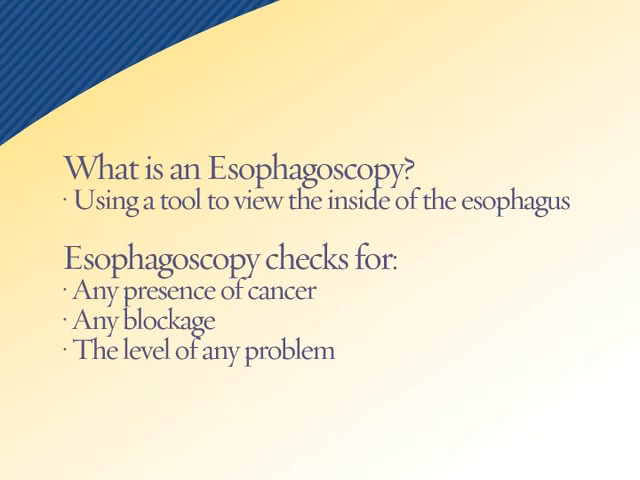 What is an Esophagoscopy?
· Using a tool to view the inside of the esophagus
Esophagoscopy checks for:
· Any presence of cancer
· Any blockage
· The level of any problem